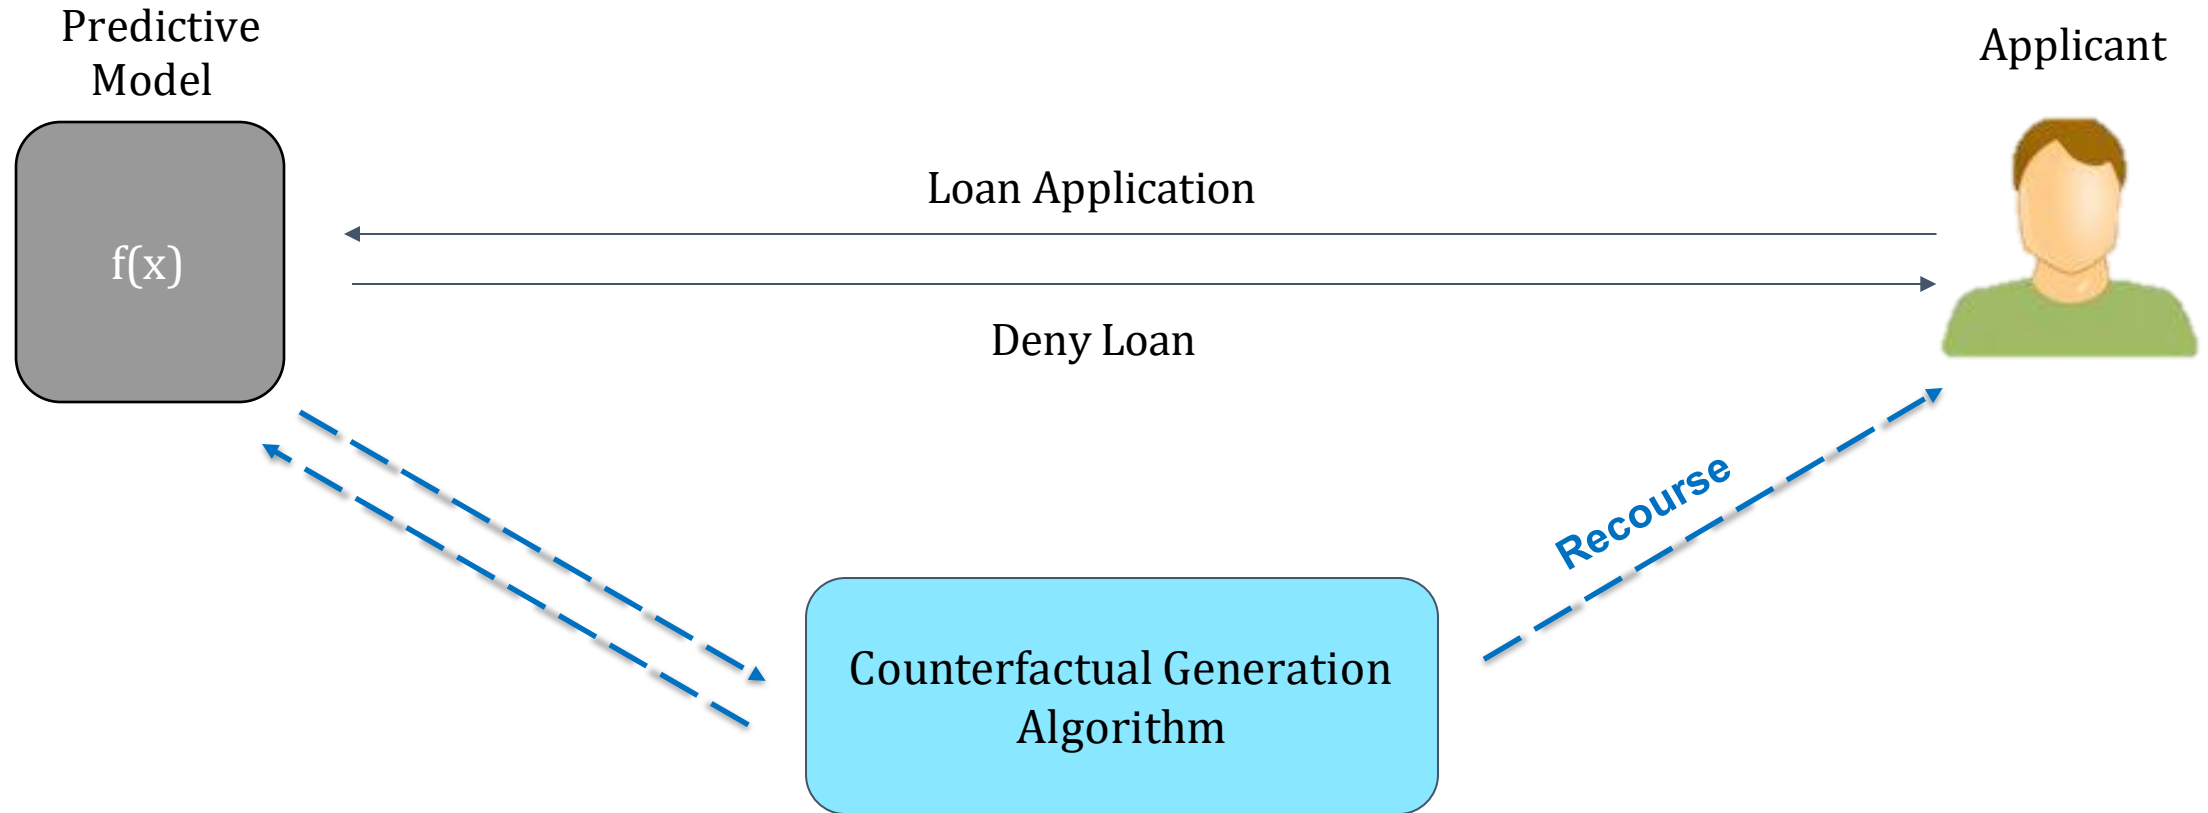 Predictive
Model
Applicant
Loan Application
f(x)
Deny Loan
Recourse
Counterfactual Generation
Algorithm